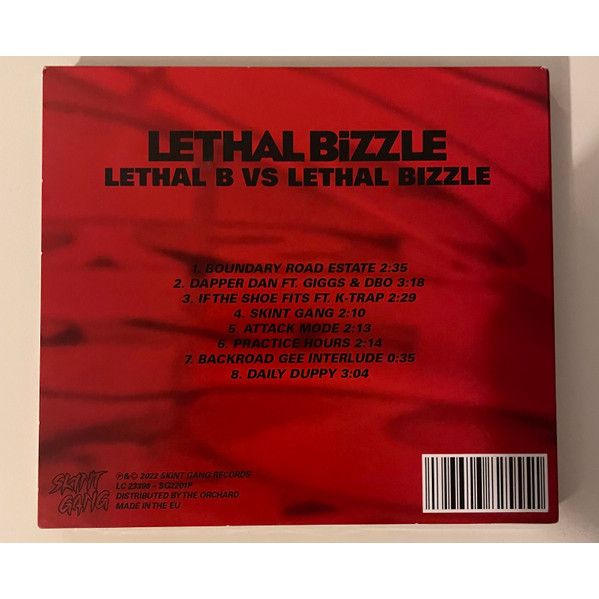 LETHAL BiZZLE
LETHAL B VS LETHAL BIZZLE
1. BOUNDARY ROAD ESTATE 2:35
2. DAPPER DAN FT. GIGGS & DBO 3:18
3. IF THE SHOE FITS FT. K-TRAP 2:29
4. SKINT GANG 2:10
5. ATTACK MODE 2:13
6. PRACTICE HOURS 2:14
7. BACKROAD GEE INTERLUDE 0:35
8. DAILY DUPPY 3:04
SKINT
GANG
℗&© 2022 SKINT GANG RECORDS
LC 23398 - SG2201P
DISTRIBUTED BY THE ORCHARD
MADE IN THE EU